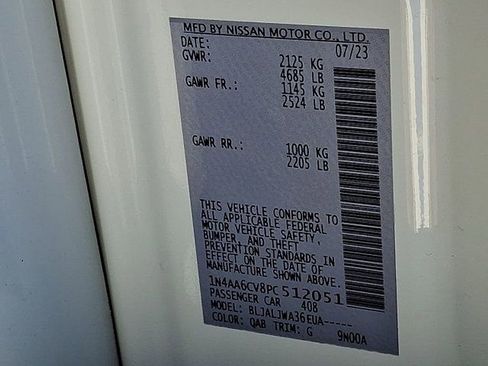 MFD BY NISSAN MOTOR CO., LTD.
DATE: 07/23
GVWR: 2125 KG
4685 LB
GAWR FR.: 1145 KG
2524 LB
GAWR RR.: 1000 KG
2205 LB
THIS VEHICLE CONFORMS TO
ALL APPLICABLE FEDERAL
MOTOR VEHICLE SAFETY,
BUMPER, AND THEFT
PREVENTION STANDARDS IN
EFFECT ON THE DATE OF
MANUFACTURE SHOWN ABOVE.
1N4AA6CV8PC512051
PASSENGER CAR 408
MODEL: BLJALJWA36EUA-----
COLOR: QAB TRIM: G 9N00A